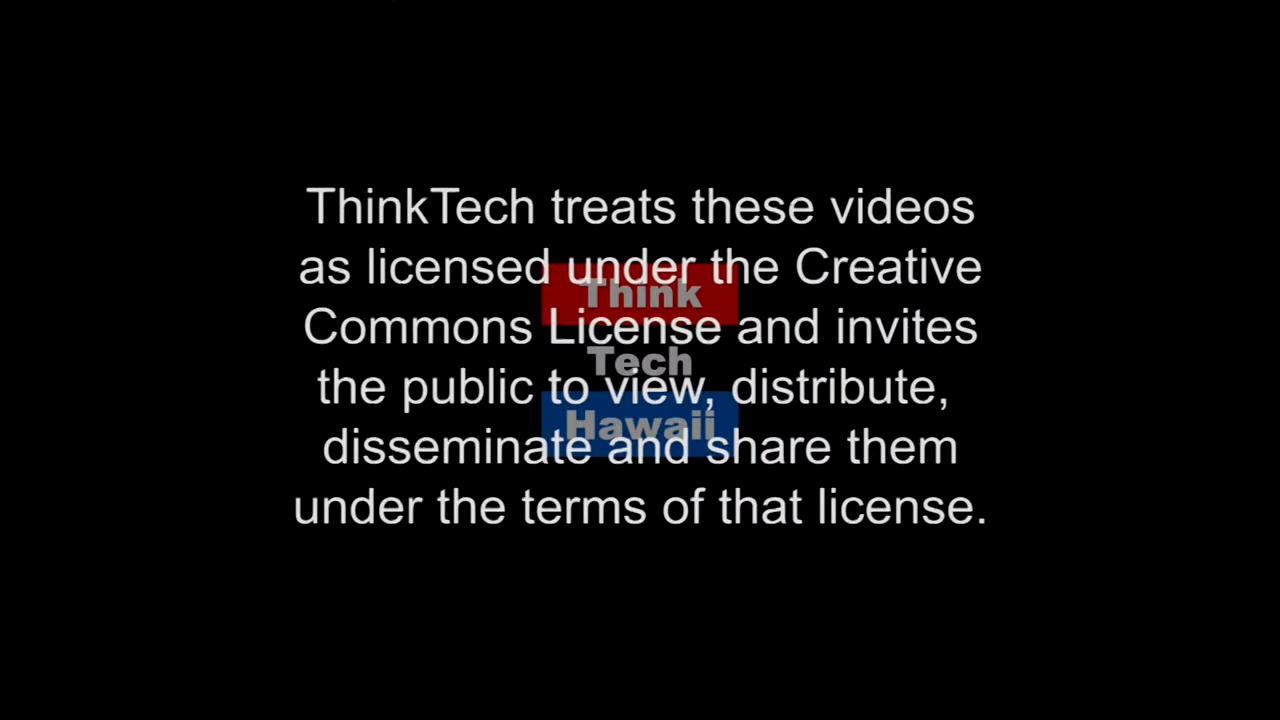 ThinkTech treats these videos
as licensed under the Creative
Think
Commons License and invites
Tech
the public to view, distribute,
Hawaii
disseminate and share them
under the terms of that license.